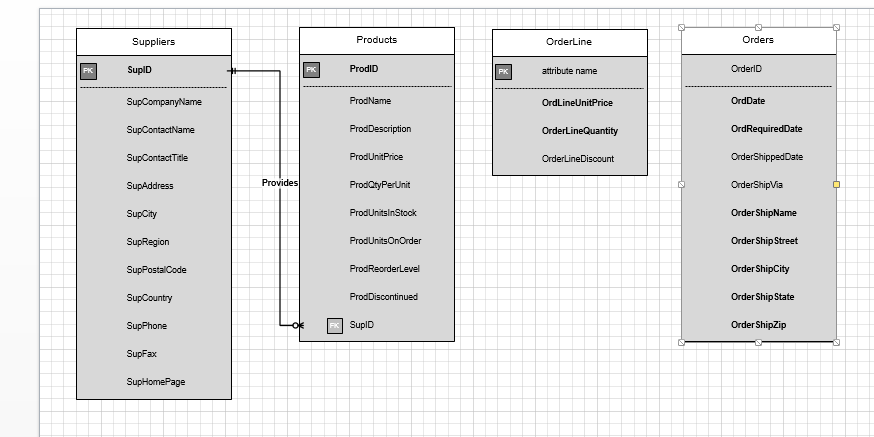 Suppliers
PK SupID
SupCompanyName
SupContactName
SupContactTitle
SupAddress
SupCity
SupRegion
SupPostalCode
SupCountry
SupPhone
SupFax
SupHomePage
Provides
Products
PK ProdID
ProdName
ProdDescription
ProdUnitPrice
ProdQtyPerUnit
ProdUnitsInStock
ProdUnitsOnOrder
ProdReorderLevel
ProdDiscontinued
SupID
OrderLine
PK attribute name
OrdLineUnitPrice
OrderLineQuantity
OrderLineDiscount
Orders
OrderID
OrdDate
OrdRequiredDate
OrderShippedDate
OrderShipVia
OrderShipName
OrderShipStreet
OrderShipCity
OrderShipState
OrderShipZip